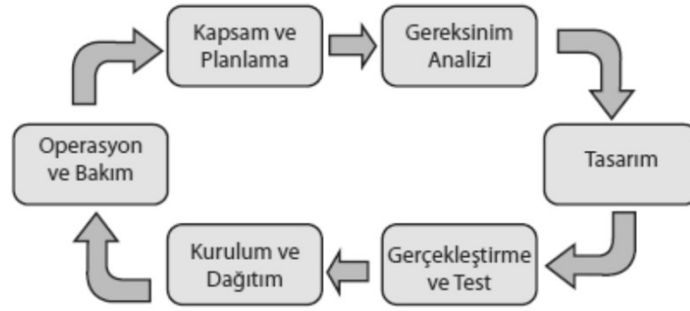 Kapsam ve
Planlama
Gereksinim
Analizi
Tasarım
Gerçekleştirme
ve Test
Kurulum ve
Dağıtım
Operasyon
ve Bakım